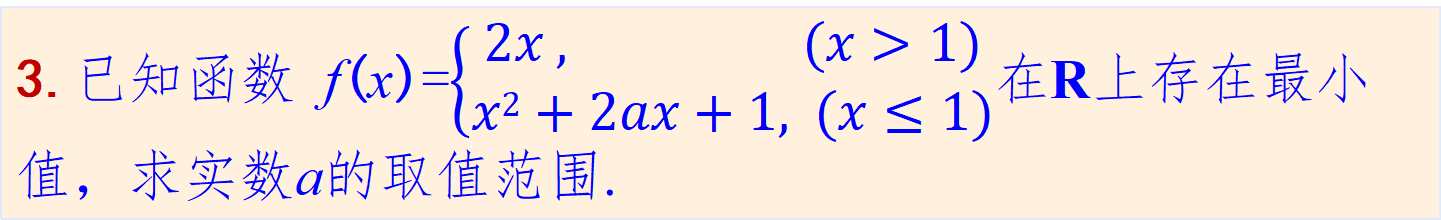 3. 已知函数 f(x)={2x, (x > 1) x² + 2ax + 1, (x ≤ 1) 在R上存在最小
值，求实数a的取值范围.